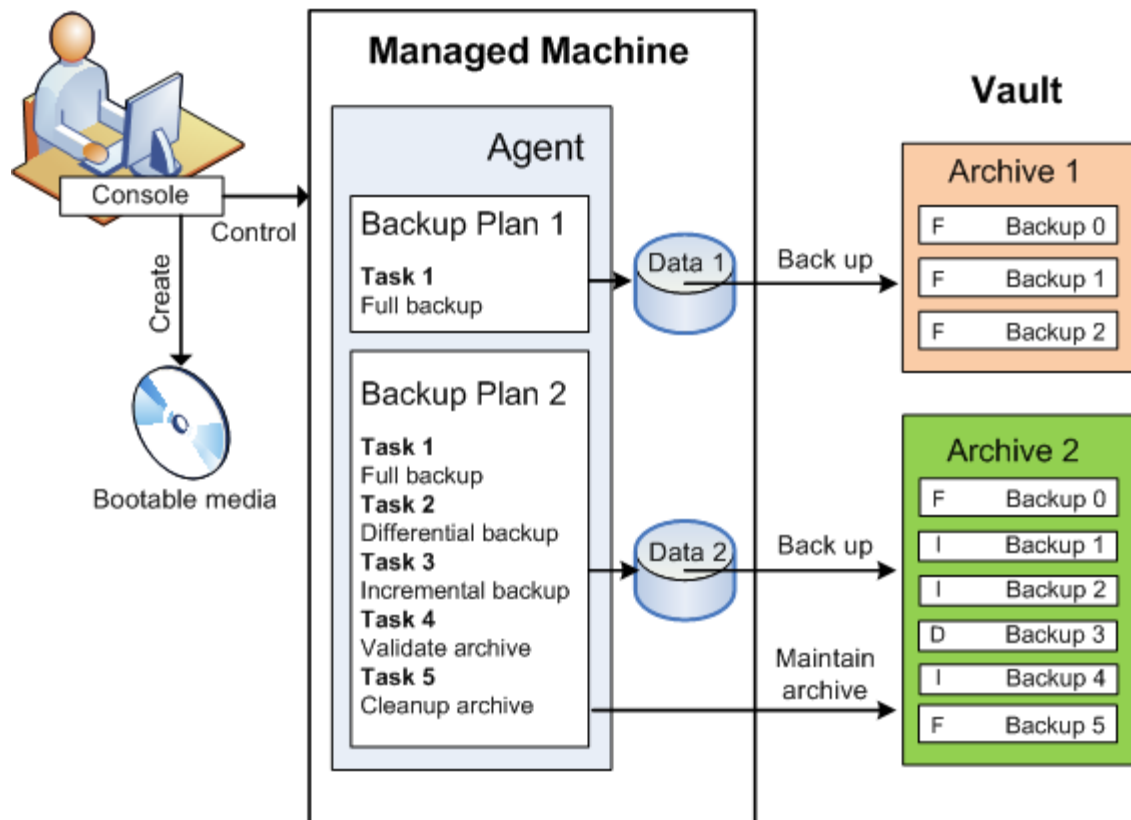 Managed Machine
Vault
Agent
Console
Control
Create
Bootable media
Backup Plan 1
Task 1
Full backup
Data 1
Back up
Archive 1
F Backup 0
F Backup 1
F Backup 2
Backup Plan 2
Task 1
Full backup
Task 2
Differential backup
Task 3
Incremental backup
Task 4
Validate archive
Task 5
Cleanup archive
Data 2
Back up
Maintain
archive
Archive 2
F Backup 0
I Backup 1
I Backup 2
D Backup 3
I Backup 4
F Backup 5